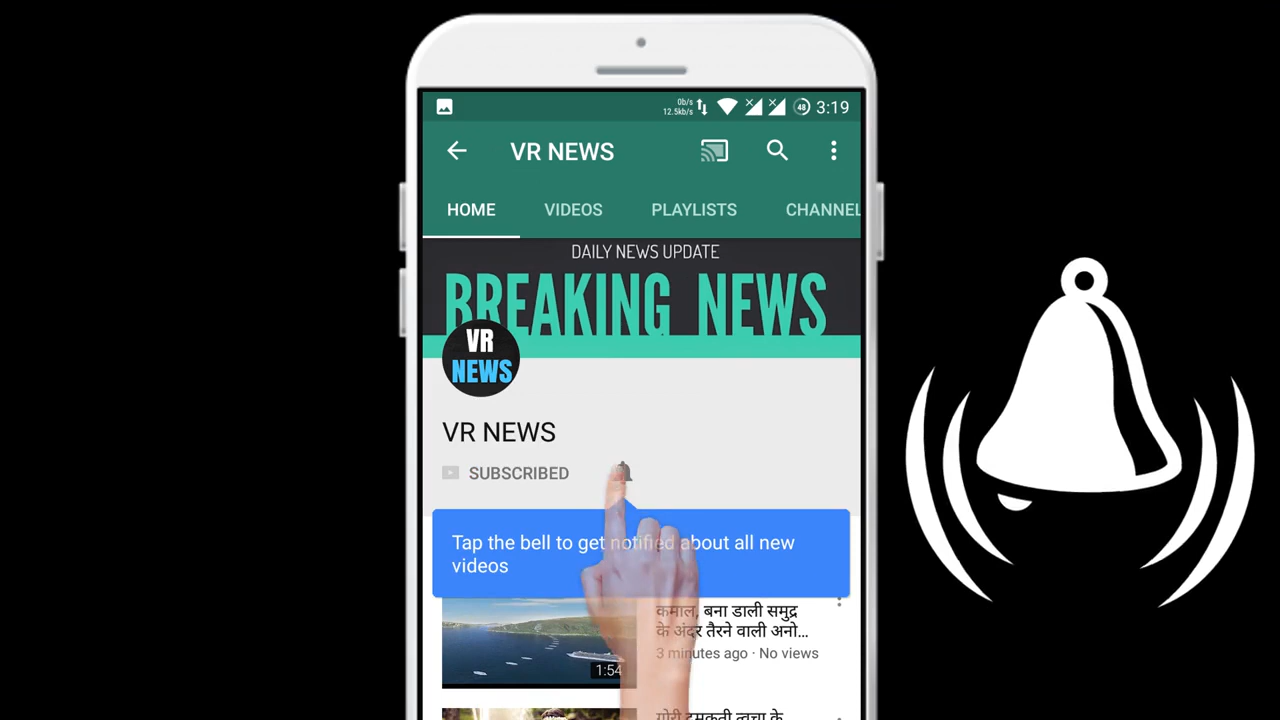 0b/s
12.5kb/s
48
3:19
VR NEWS
HOME VIDEOS PLAYLISTS CHANNEL
DAILY NEWS UPDATE
BREAKING NEWS
VR
NEWS
VR NEWS
SUBSCRIBED
Tap the bell to get notified about all new
videos
कमाल, बना डाली समुद्र
के अंदर तैरने वाली अनो...
3 minutes ago · No views
1:54
गोरी दमकती त्वचा के